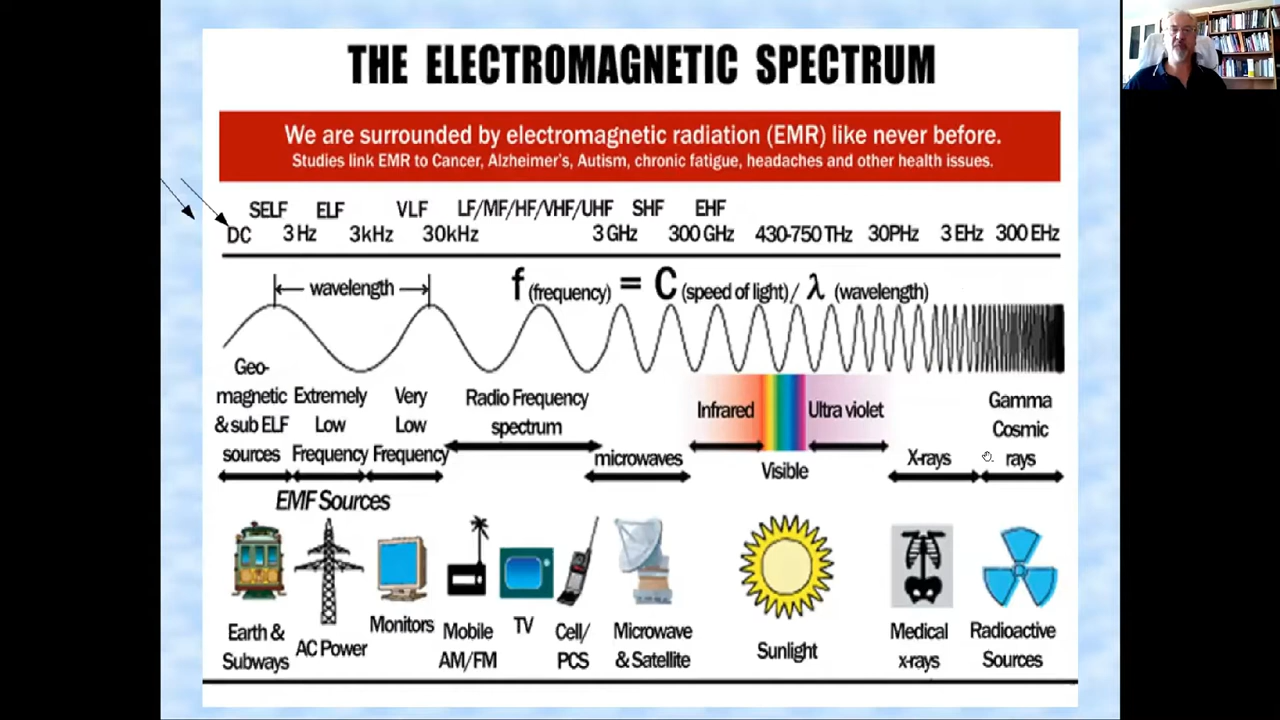 THE ELECTROMAGNETIC SPECTRUM
We are surrounded by electromagnetic radiation (EMR) like never before.
Studies link EMR to Cancer, Alzheimer's, Autism, chronic fatigue, headaches and other health issues.
SELF ELF VLF LF/MF/HF/VHF/UHF SHF EHF
DC 3 Hz 3kHz 30kHz 3 GHz 300 GHz 430-750 THz 30PHz 3 EHz 300 EHz
wavelength
f (frequency) = C (speed of light) / λ (wavelength)
Geo-
magnetic
& sub ELF
sources
Extremely
Low
Frequency
Very
Low
Frequency
Radio Frequency
spectrum
microwaves
Infrared
Visible
Ultra violet
X-rays
Gamma
Cosmic
rays
EMF Sources
Earth &
Subways
AC Power
Monitors
Mobile
AM/FM
TV
Cell/
PCS
Microwave
& Satellite
Sunlight
Medical
x-rays
Radioactive
Sources